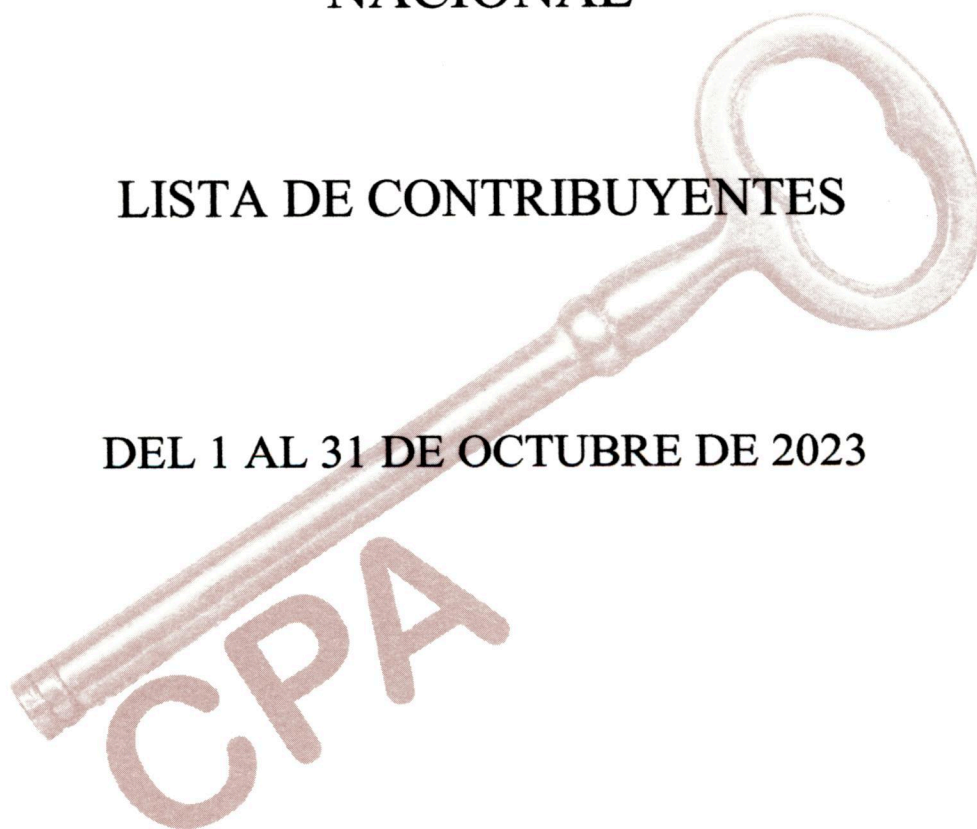 NACIONAL
LISTA DE CONTRIBUYENTES
DEL 1 AL 31 DE OCTUBRE DE 2023
CPA